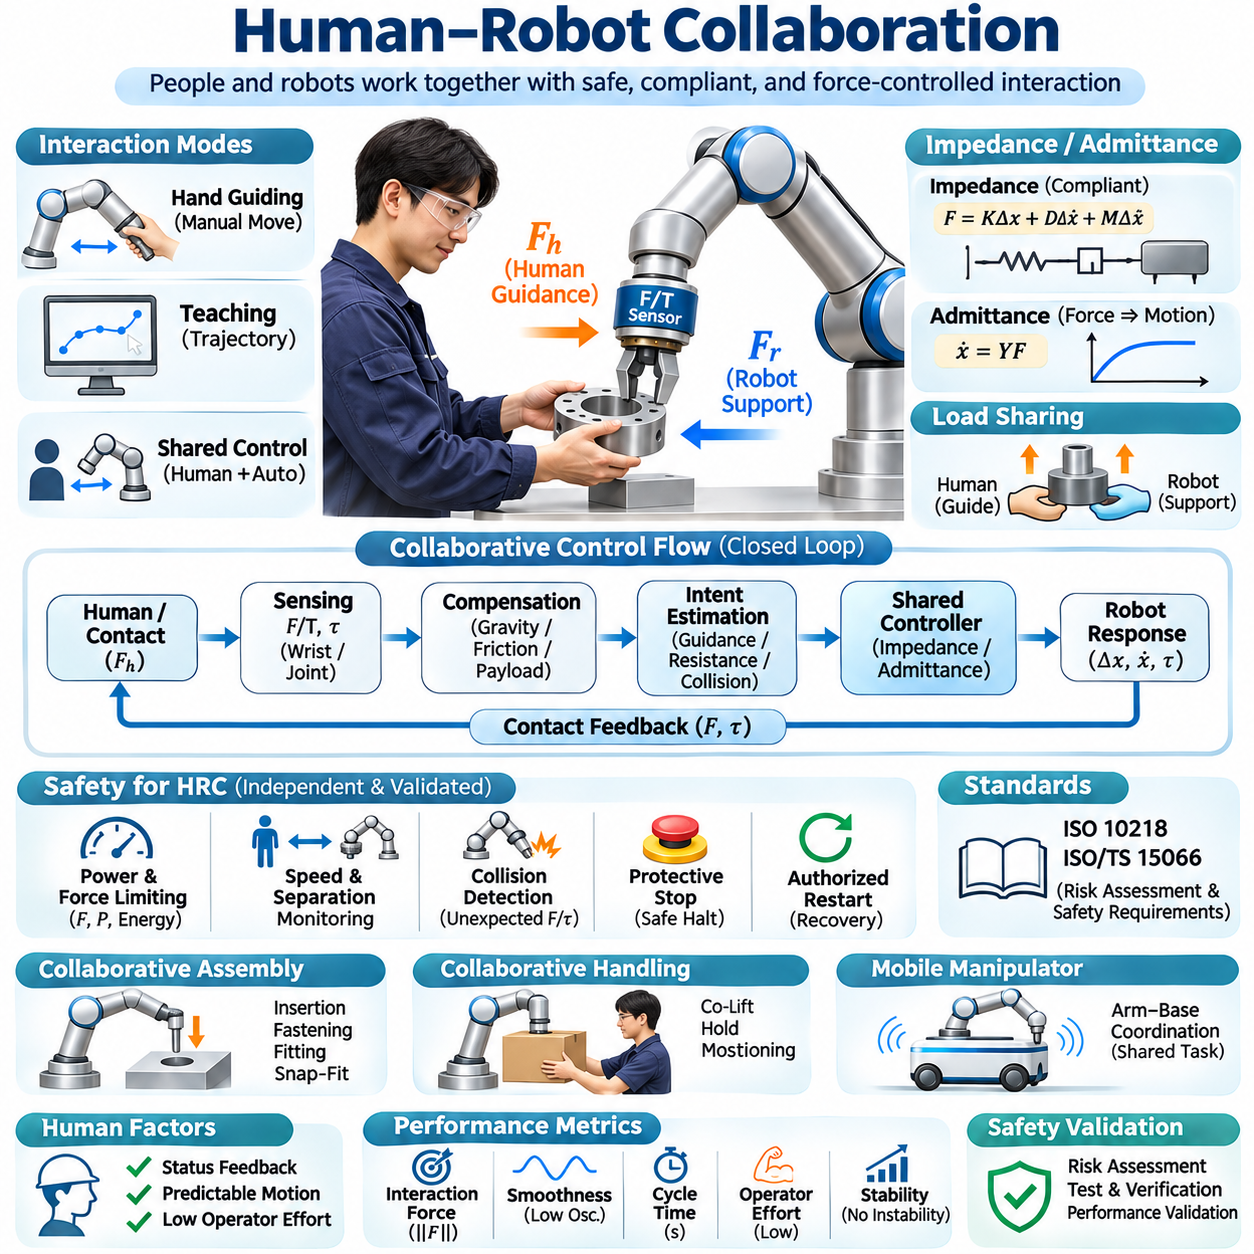 Human–Robot Collaboration
People and robots work together with safe, compliant, and force-controlled interaction
Interaction Modes
Hand Guiding
(Manual Move)
Teaching
(Trajectory)
Shared Control
(Human + Auto)
F_h
(Human
Guidance)
F/T
Sensor
F_r
(Robot
Support)
Impedance / Admittance
Impedance (Compliant)
F = KΔx + DΔẋ + MΔẍ
Admittance (Force ⇒ Motion)
ẋ = YF
Load Sharing
Human
(Guide)
Robot
(Support)
Collaborative Control Flow (Closed Loop)
Human /
Contact
(F_h)
Sensing
F/T, τ
(Wrist /
Joint)
Compensation
(Gravity /
Friction /
Payload)
Intent
Estimation
(Guidance /
Resistance /
Collision)
Shared
Controller
(Impedance /
Admittance)
Robot
Response
(Δx, ẋ, τ)
Contact Feedback (F, τ)
Safety for HRC (Independent & Validated)
Power &
Force Limiting
(F, P, Energy)
Speed &
Separation
Monitoring
Collision
Detection
(Unexpected F/τ)
Protective
Stop
(Safe Halt)
Authorized
Restart
(Recovery)
Standards
ISO 10218
ISO/TS 15066
(Risk Assessment &
Safety Requirements)
Collaborative Assembly
Insertion
Fastening
Fitting
Snap-Fit
Collaborative Handling
Co-Lift
Hold
Mostioning
Mobile Manipulator
Arm–Base
Coordination
(Shared Task)
Human Factors
Status Feedback
Predictable Motion
Low Operator Effort
Performance Metrics
Interaction
Force
(||F||)
Smoothness
(Low Osc.)
Cycle
Time
(s)
Operator
Effort
(Low)
Stability
(No Instability)
Safety Validation
Risk Assessment
Test & Verification
Performance Validation